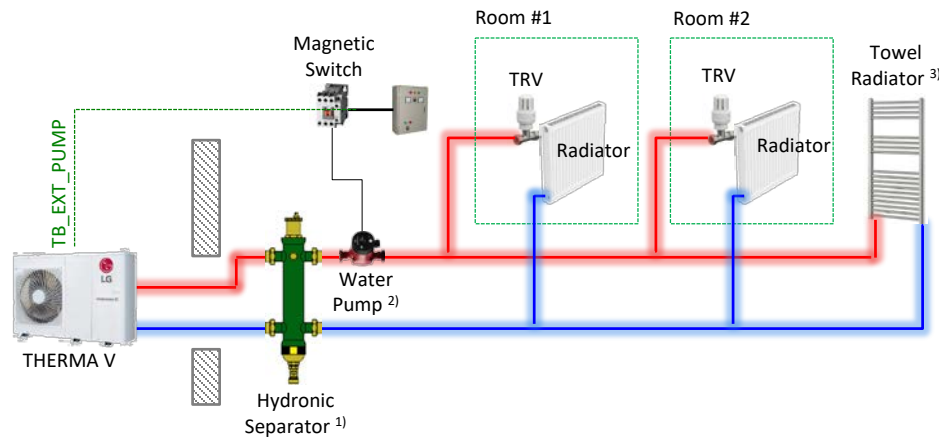 Room #1
Room #2
Magnetic
Switch
Towel
Radiator 3)
TRV
TRV
Radiator
Radiator
TB_EXT_PUMP
LG
Water
Pump 2)
THERMA V
Hydronic
Separator 1)